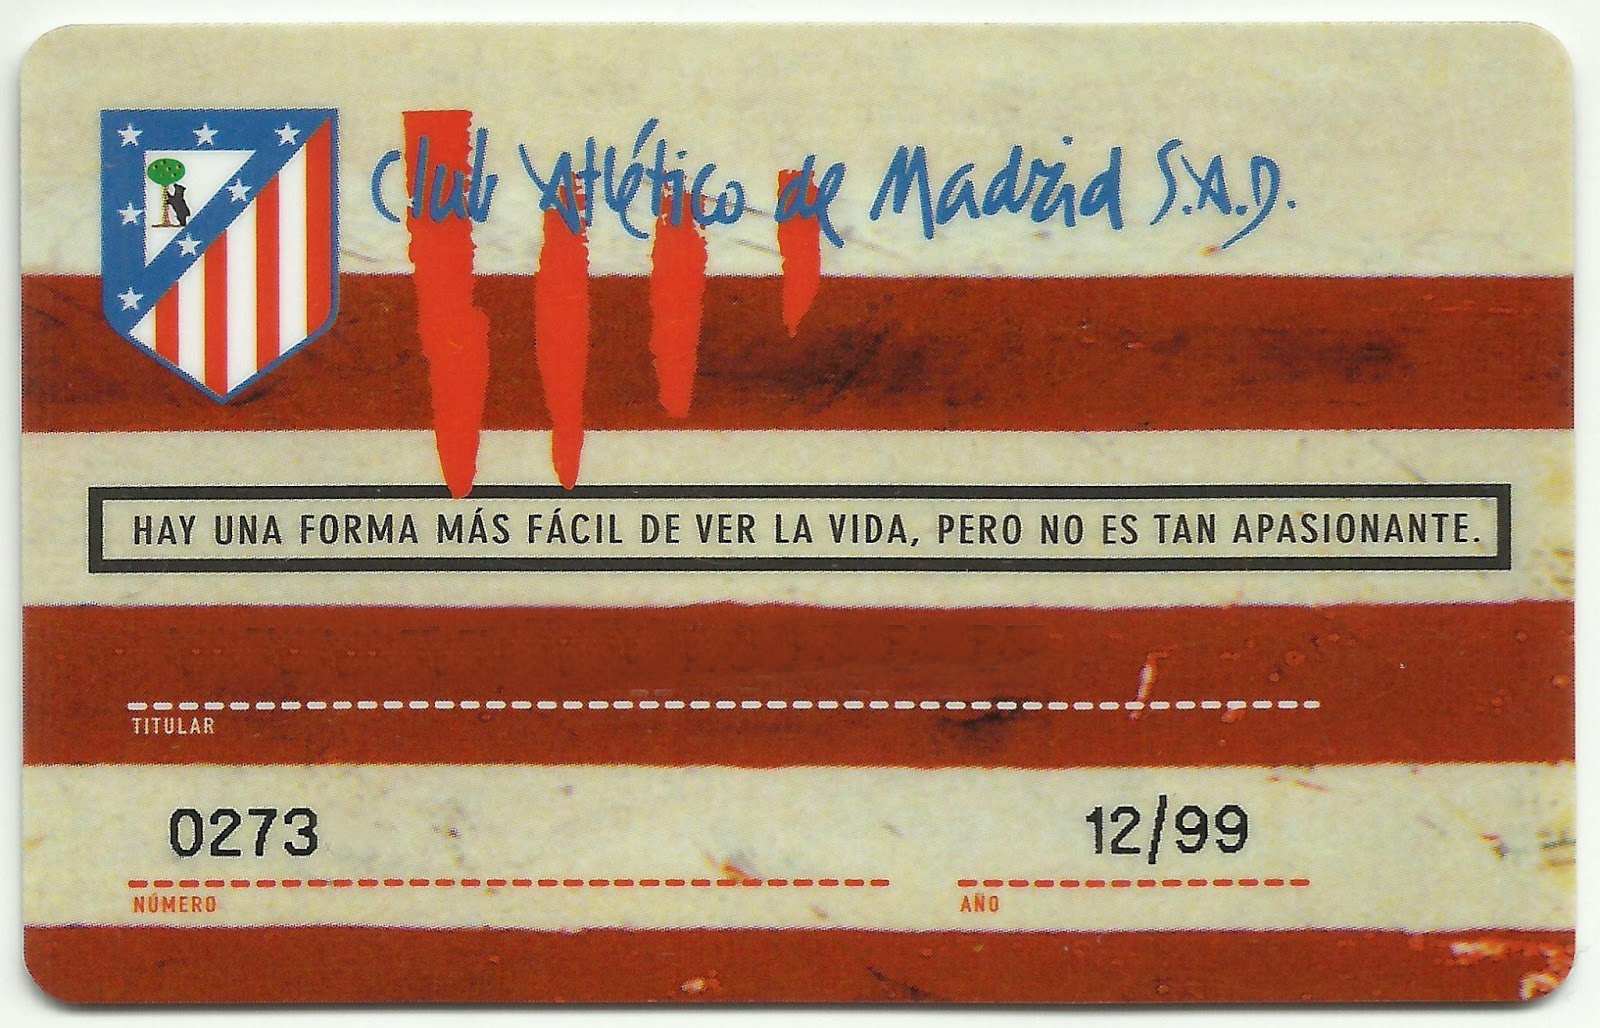 Club Atlético de Madrid S.A.D.
HAY UNA FORMA MÁS FÁCIL DE VER LA VIDA, PERO NO ES TAN APASIONANTE.
TITULAR
0273
12/99
NÚMERO
AÑO